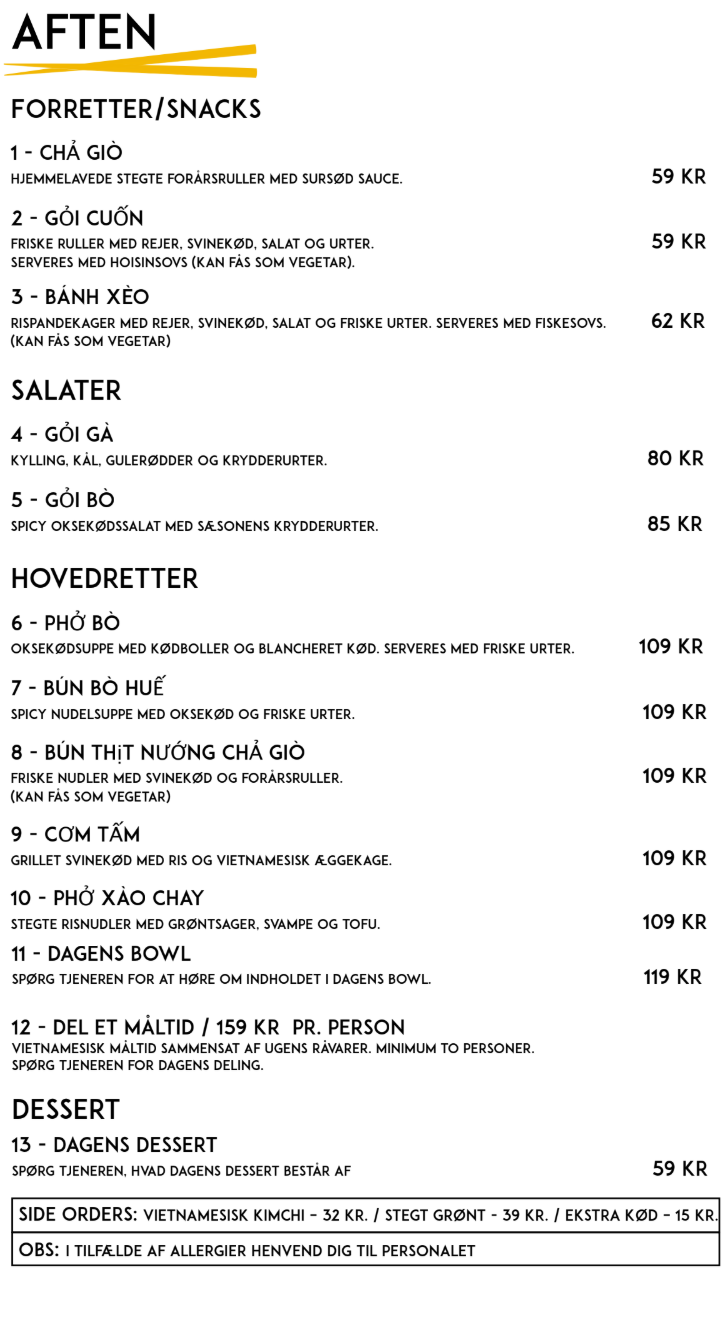 AFTEN
FORRETTER/SNACKS
1 - CHẢ GIÒ
HJEMMELAVEDE STEGTE FORÅRSRULLER MED SURSØD SAUCE.
59 KR
2 - GỎI CUỐN
FRISKE RULLER MED REJER, SVINEKØD, SALAT OG URTER.
59 KR
SERVERES MED HOISINSOVS (KAN FÅS SOM VEGETAR).
3 - BÁNH XÈO
RISPANDEKAGER MED REJER, SVINEKØD, SALAT OG FRISKE URTER. SERVERES MED FISKESOVS.
62 KR
(KAN FÅS SOM VEGETAR)
SALATER
4 - GỎI GÀ
KYLLING, KÅL, GULERØDDER OG KRYDDERURTER.
80 KR
5 - GỎI BÒ
SPICY OKSEKØDSSALAT MED SÆSONENS KRYDDERURTER.
85 KR
HOVEDRETTER
6 - PHỞ BÒ
OKSEKØDSUPPE MED KØDBOLLER OG BLANCHERET KØD. SERVERES MED FRISKE URTER.
109 KR
7 - BÚN BÒ HUẾ
SPICY NUDELSUPPE MED OKSEKØD OG FRISKE URTER.
109 KR
8 - BÚN THịT NƯỚNG CHẢ GIÒ
FRISKE NUDLER MED SVINEKØD OG FORÅRSRULLER.
109 KR
(KAN FÅS SOM VEGETAR)
9 - CƠM TẤM
GRILLET SVINEKØD MED RIS OG VIETNAMESISK ÆGGEKAGE.
109 KR
10 - PHỞ XÀO CHAY
STEGTE RISNUDLER MED GRØNTSAGER, SVAMPE OG TOFU.
109 KR
11 - DAGENS BOWL
SPØRG TJENEREN FOR AT HØRE OM INDHOLDET I DAGENS BOWL.
119 KR
12 - DEL ET MÅLTID / 159 KR PR. PERSON
VIETNAMESISK MÅLTID SAMMENSAT AF UGENS RÅVARER. MINIMUM TO PERSONER.
SPØRG TJENEREN FOR DAGENS DELING.
DESSERT
13 - DAGENS DESSERT
SPØRG TJENEREN, HVAD DAGENS DESSERT BESTÅR AF
59 KR
SIDE ORDERS: VIETNAMESISK KIMCHI - 32 KR. / STEGT GRØNT - 39 KR. / EKSTRA KØD - 15 KR.
OBS: I TILFÆLDE AF ALLERGIER HENVEND DIG TIL PERSONALET